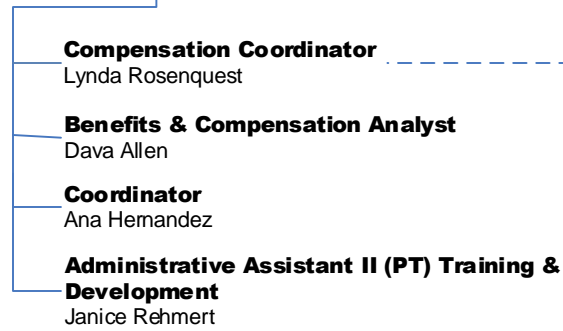 Compensation Coordinator
Lynda Rosenquest
Benefits & Compensation Analyst
Dava Allen
Coordinator
Ana Hernandez
Administrative Assistant II (PT) Training &
Development
Janice Rehmert